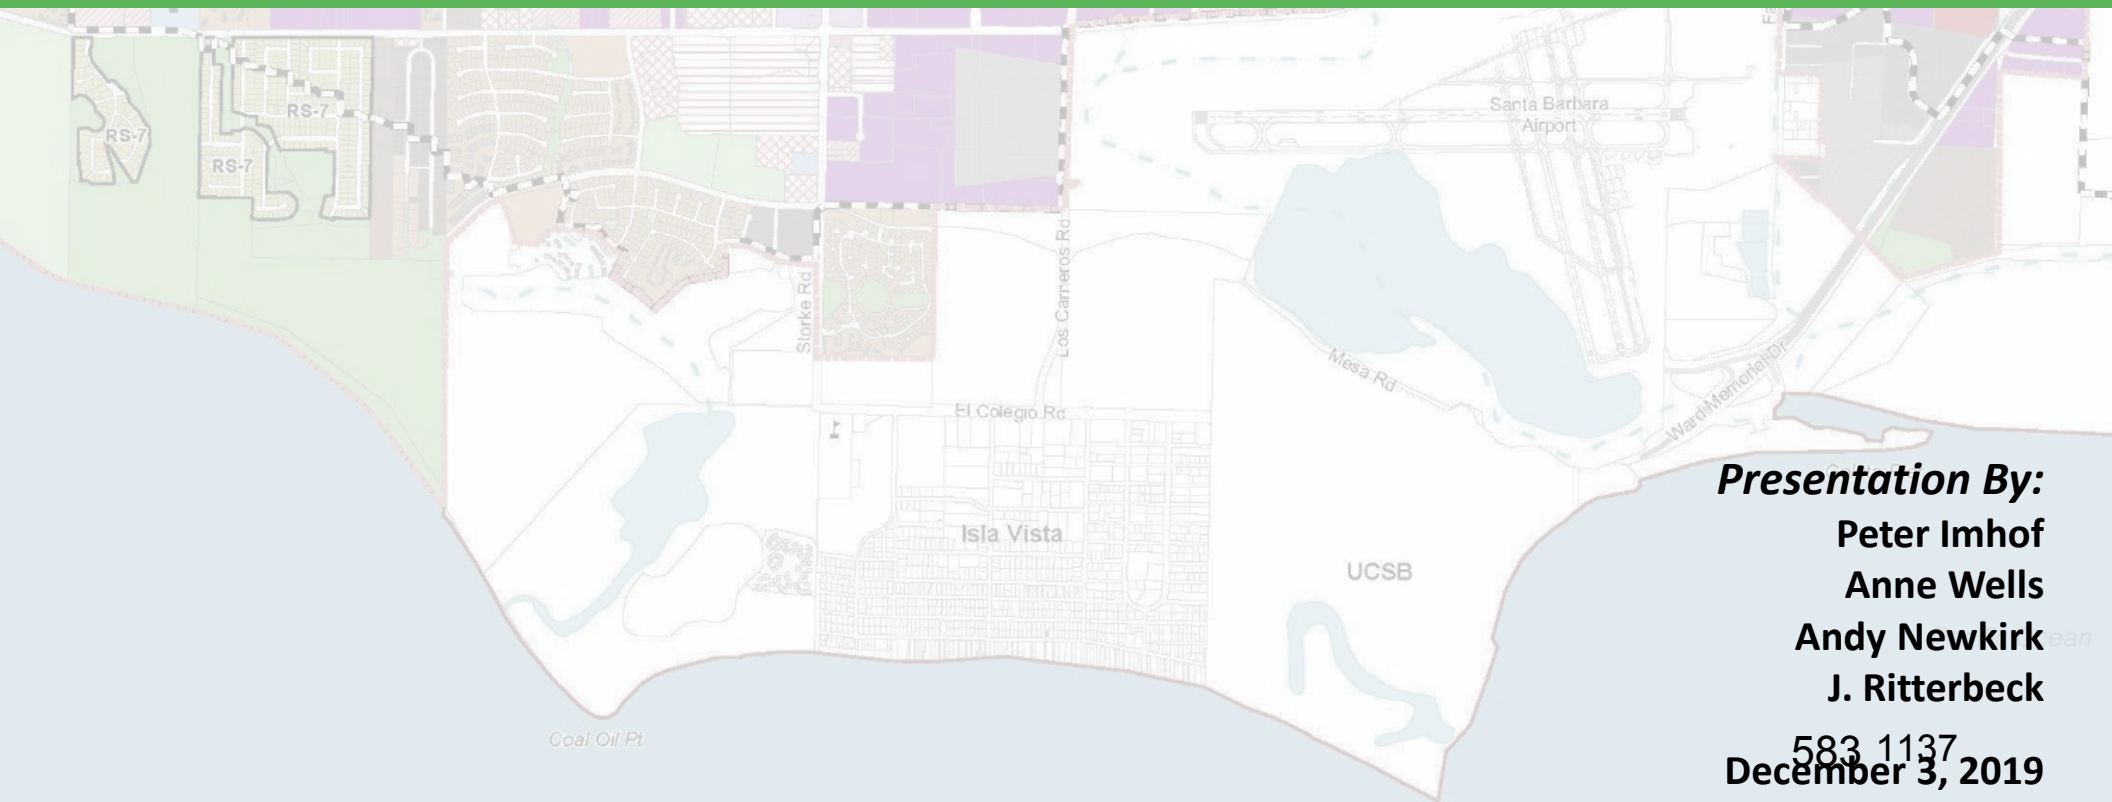 RS-7
RS-7
RS-7
Santa Barbara
Airport
Storke Rd
Los Carneros Rd
Mesa Rd
Ward Memorial Dr
El Colegio Rd
Isla Vista
UCSB
Coal Oil Pt
Presentation By:
Peter Imhof
Anne Wells
Andy Newkirk
J. Ritterbeck
583 1137
December 3, 2019